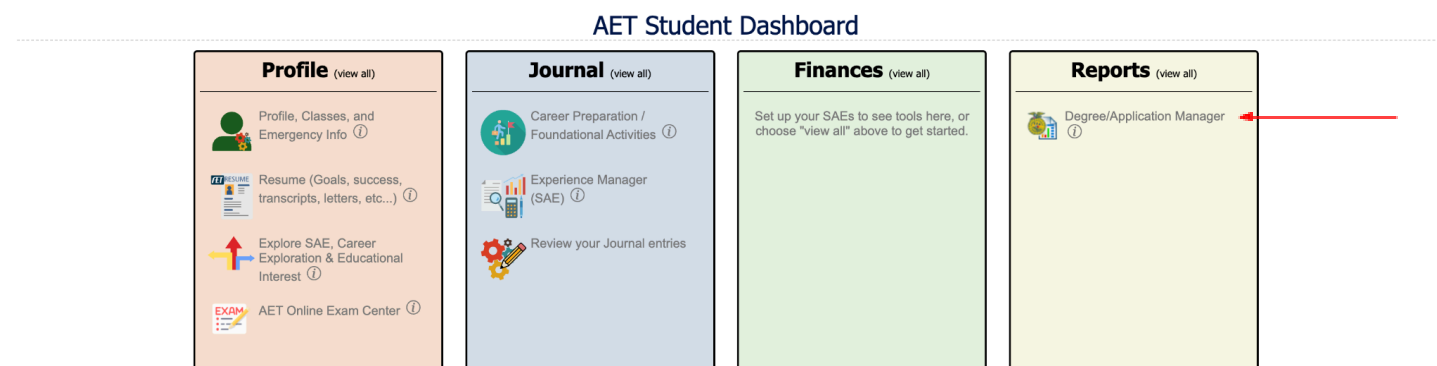 AET Student Dashboard
Profile (view all)
Profile, Classes, and
Emergency Info i
AET RESUME
Resume (Goals, success,
transcripts, letters, etc...) i
Explore SAE, Career
Exploration & Educational
Interest i
EXAM
AET Online Exam Center i
Journal (view all)
Career Preparation /
Foundational Activities i
Experience Manager
(SAE) i
Review your Journal entries
Finances (view all)
Set up your SAEs to see tools here, or
choose "view all" above to get started.
Reports (view all)
Degree/Application Manager
i